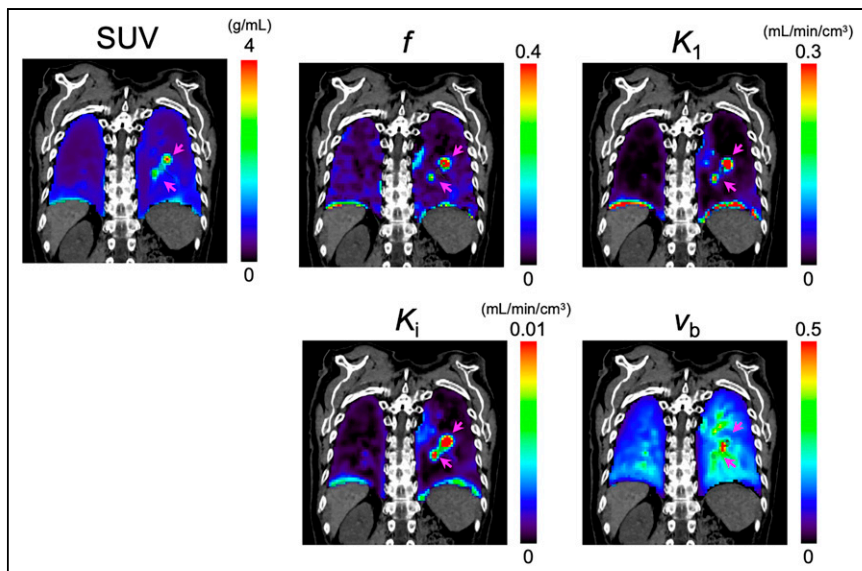 SUV
(g/mL)
4
0
f
0.4
0
K₁
(mL/min/cm³)
0.3
0
Kᵢ
(mL/min/cm³)
0.01
0
v_b
0.5
0